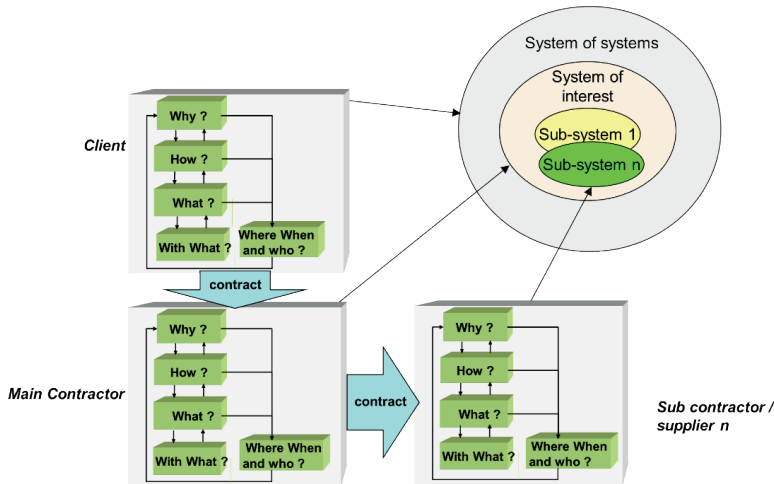 System of systems
System of
interest
Sub-system 1
Sub-system n
Client
Why ?
How ?
What ?
With What ?
Where When
and who ?
contract
Main Contractor
Why ?
How ?
What ?
With What ?
Where When
and who ?
contract
Why ?
How ?
What ?
With What ?
Where When
and who ?
Sub contractor /
supplier n